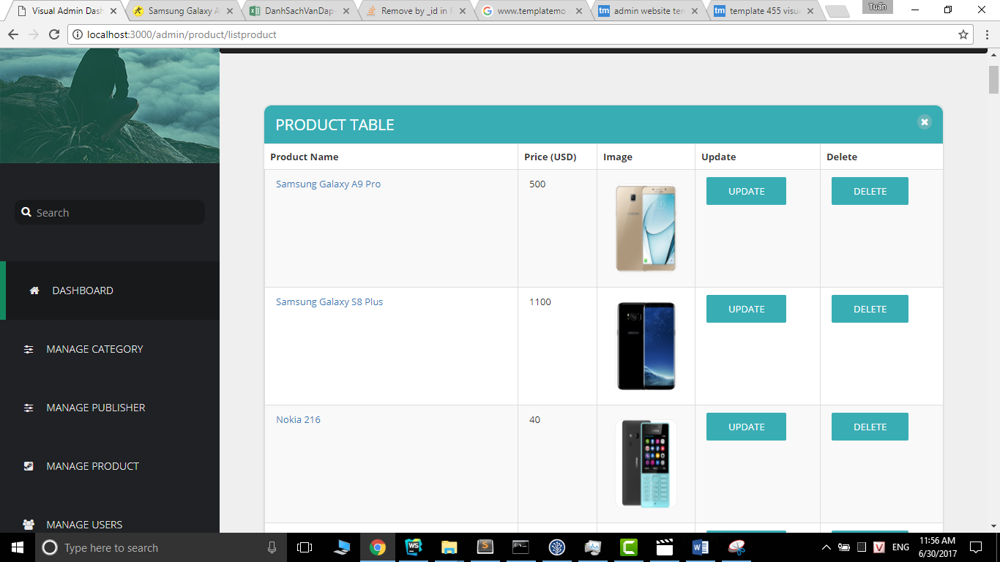 Visual Admin Dash
Samsung Galaxy A
DanhSachVanDap-
Remove by _id in M
www.templatemo
admin website tem
template 455 visua
Tuấn
localhost:3000/admin/product/listproduct
PRODUCT TABLE
Product Name Price (USD) Image Update Delete
Samsung Galaxy A9 Pro 500 UPDATE DELETE
Samsung Galaxy S8 Plus 1100 UPDATE DELETE
Nokia 216 40 UPDATE DELETE
Search
DASHBOARD
MANAGE CATEGORY
MANAGE PUBLISHER
MANAGE PRODUCT
MANAGE USERS
Type here to search
ENG
11:56 AM
6/30/2017